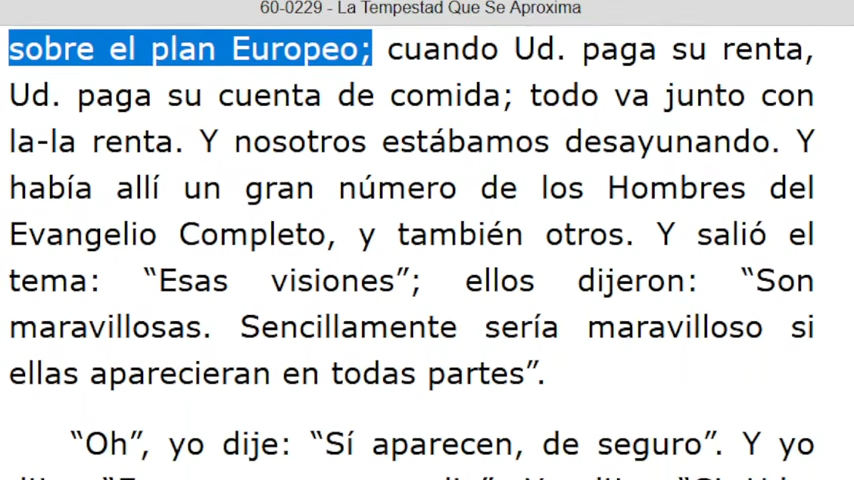 60-0229 - La Tempestad Que Se Aproxima
sobre el plan Europeo; cuando Ud. paga su renta,
Ud. paga su cuenta de comida; todo va junto con
la-la renta. Y nosotros estábamos desayunando. Y
había allí un gran número de los Hombres del
Evangelio Completo, y también otros. Y salió el
tema: “Esas visiones”; ellos dijeron: “Son
maravillosas. Sencillamente sería maravilloso si
ellas aparecieran en todas partes”.
“Oh”, yo dije: “Sí aparecen, de seguro”. Y yo